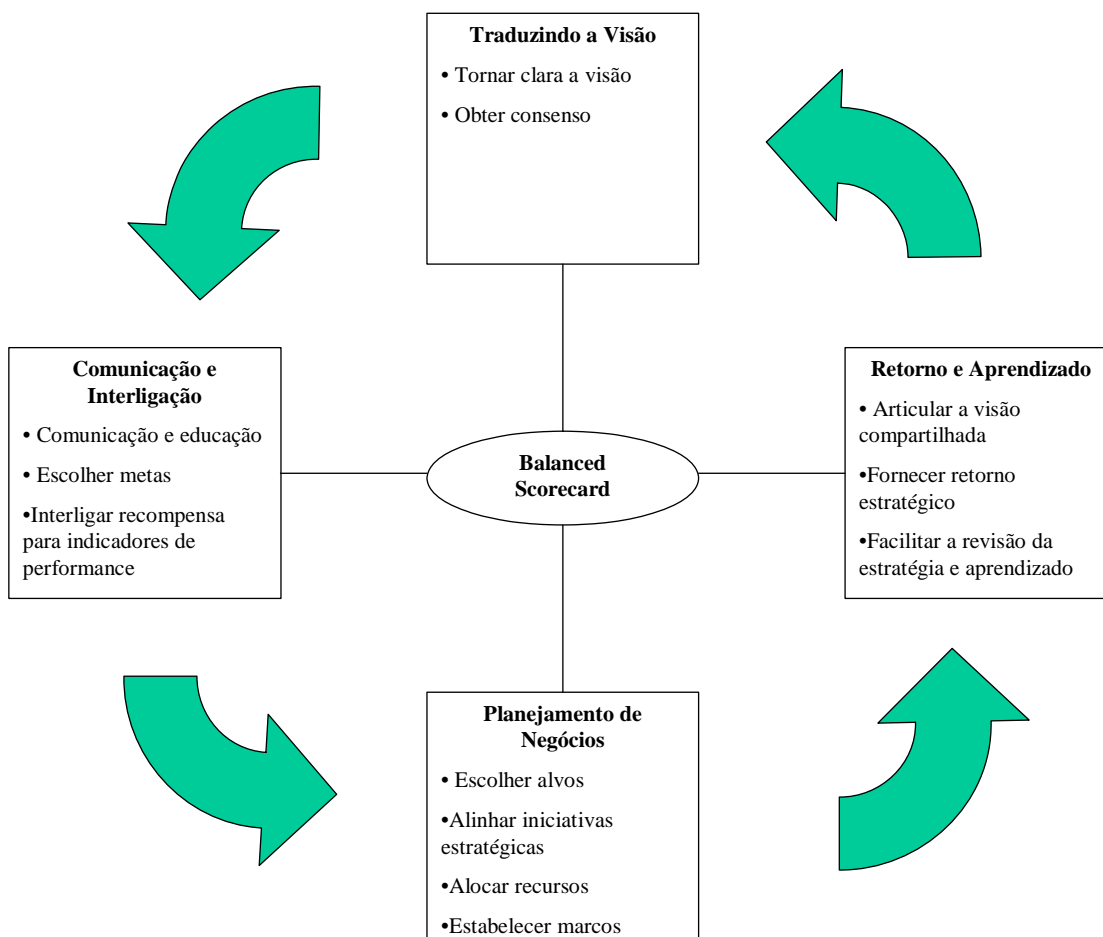 Traduzindo a Visão
• Tornar clara a visão
• Obter consenso
Comunicação e
Interligação
• Comunicação e educação
• Escolher metas
•Interligar recompensa
para indicadores de
performance
Balanced
Scorecard
Retorno e Aprendizado
• Articular a visão
compartilhada
•Fornecer retorno
estratégico
•Facilitar a revisão da
estratégia e aprendizado
Planejamento de
Negócios
• Escolher alvos
•Alinhar iniciativas
estratégicas
•Alocar recursos
•Estabelecer marcos